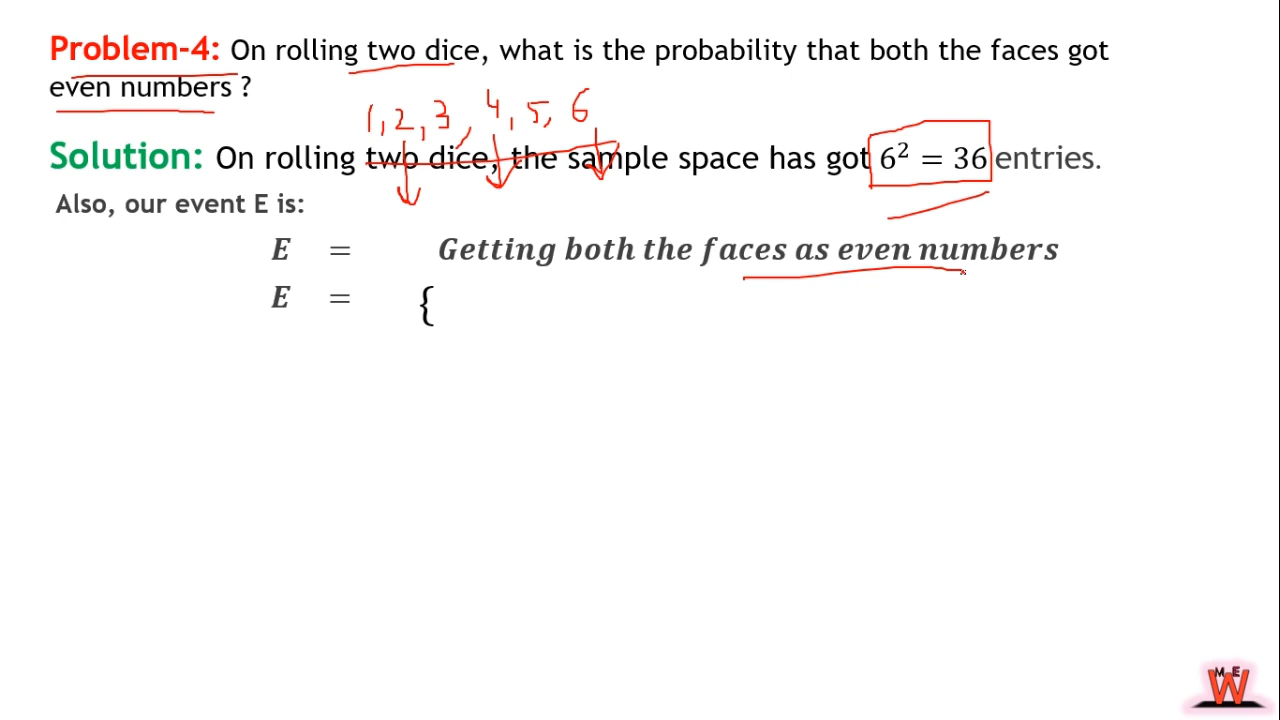 Problem-4: On rolling two dice, what is the probability that both the faces got
even numbers ?
1, 2, 3, 4, 5, 6
Solution: On rolling two dice, the sample space has got 6² = 36 entries.
Also, our event E is:
E = Getting both the faces as even numbers
E = {
M E
W